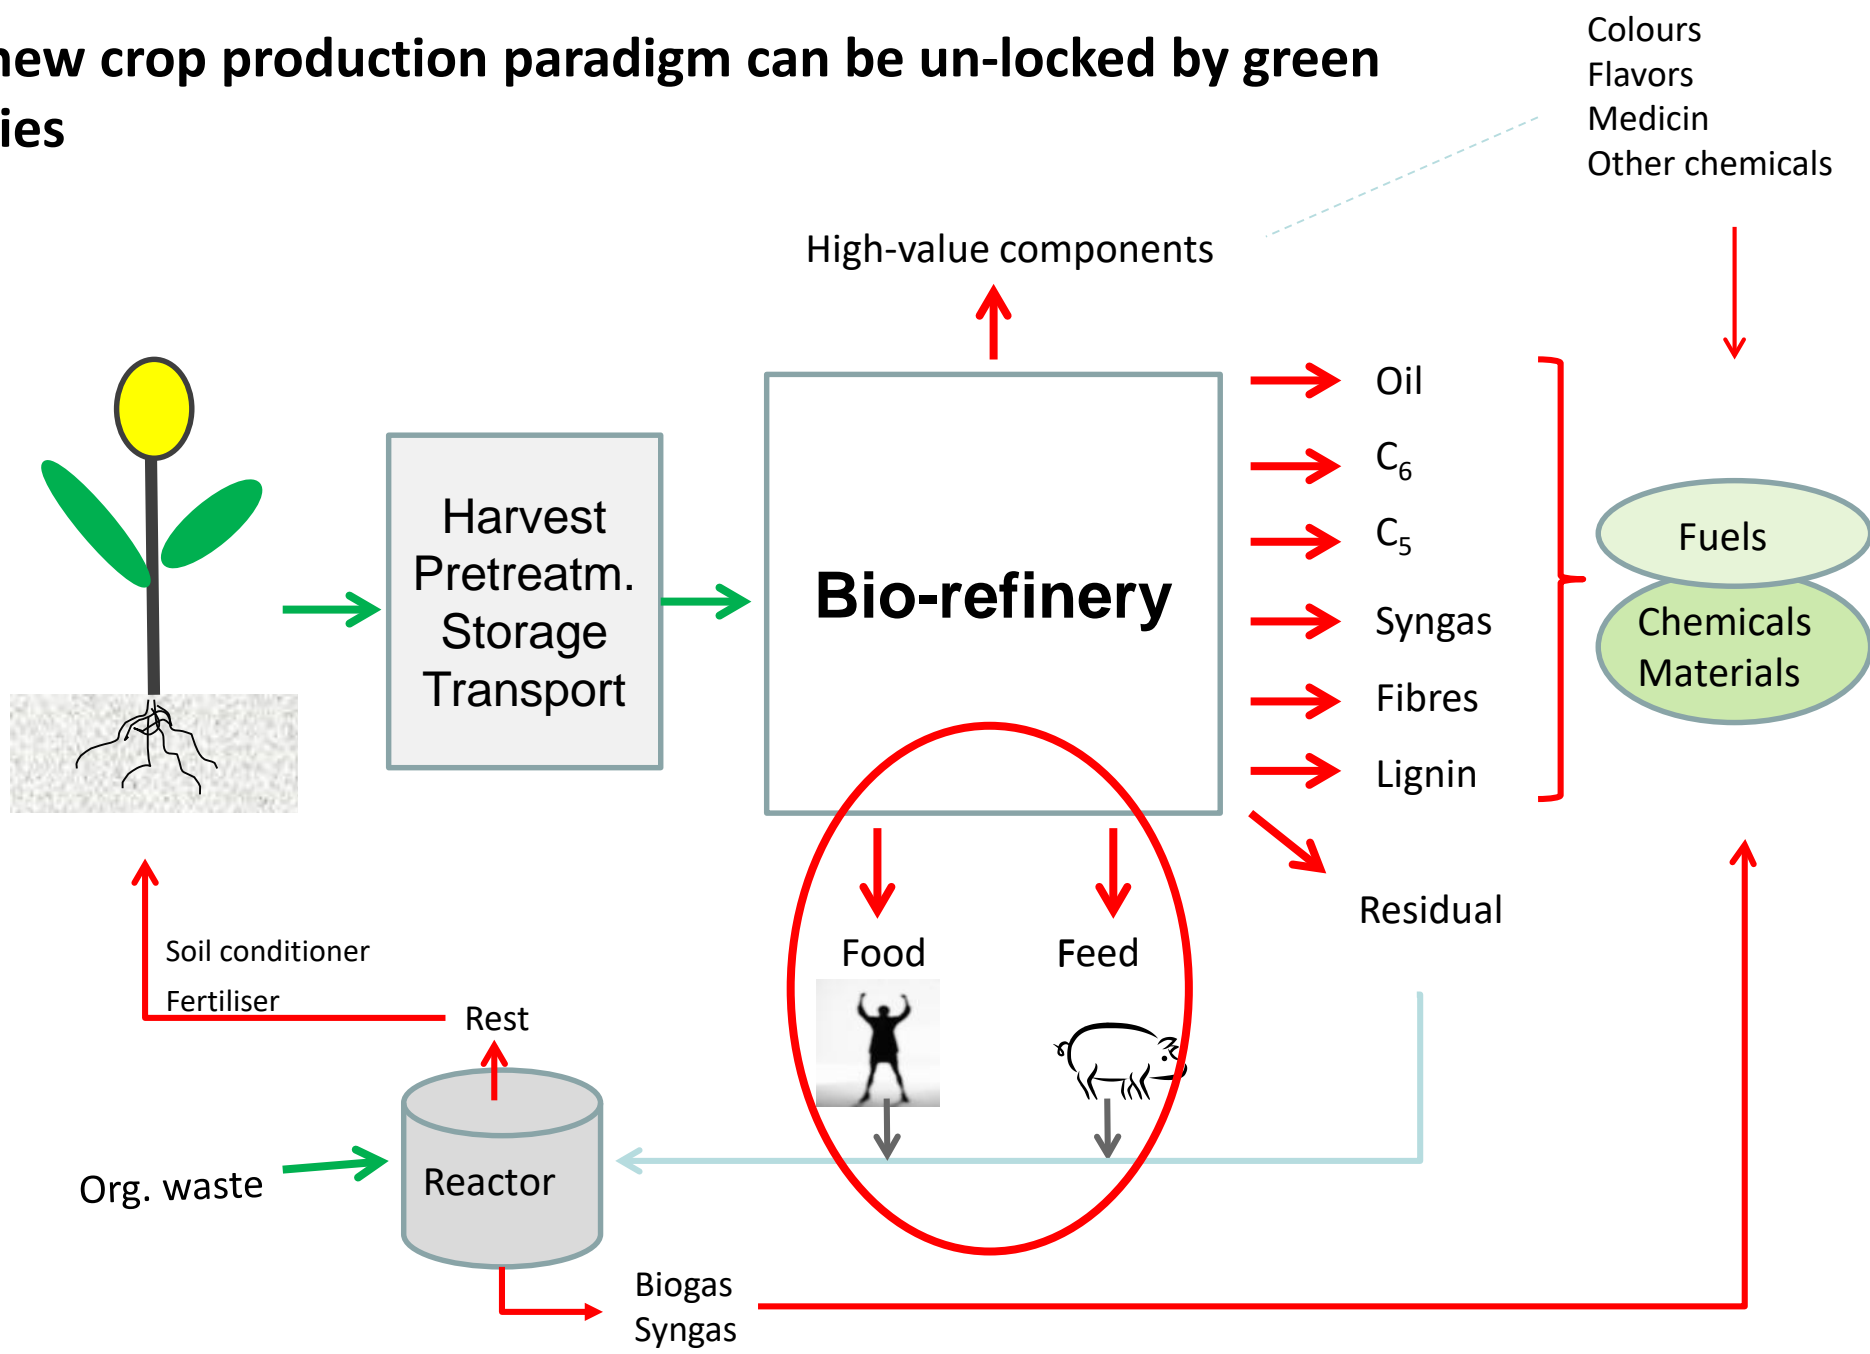 new crop production paradigm can be un-locked by green
ies
Colours
Flavors
Medicin
Other chemicals
High-value components
Harvest
Pretreatm.
Storage
Transport
Bio-refinery
Oil
C₆
C₅
Syngas
Fibres
Lignin
Fuels
Chemicals
Materials
Residual
Food
Feed
Soil conditioner
Fertiliser
Rest
Org. waste
Reactor
Biogas
Syngas